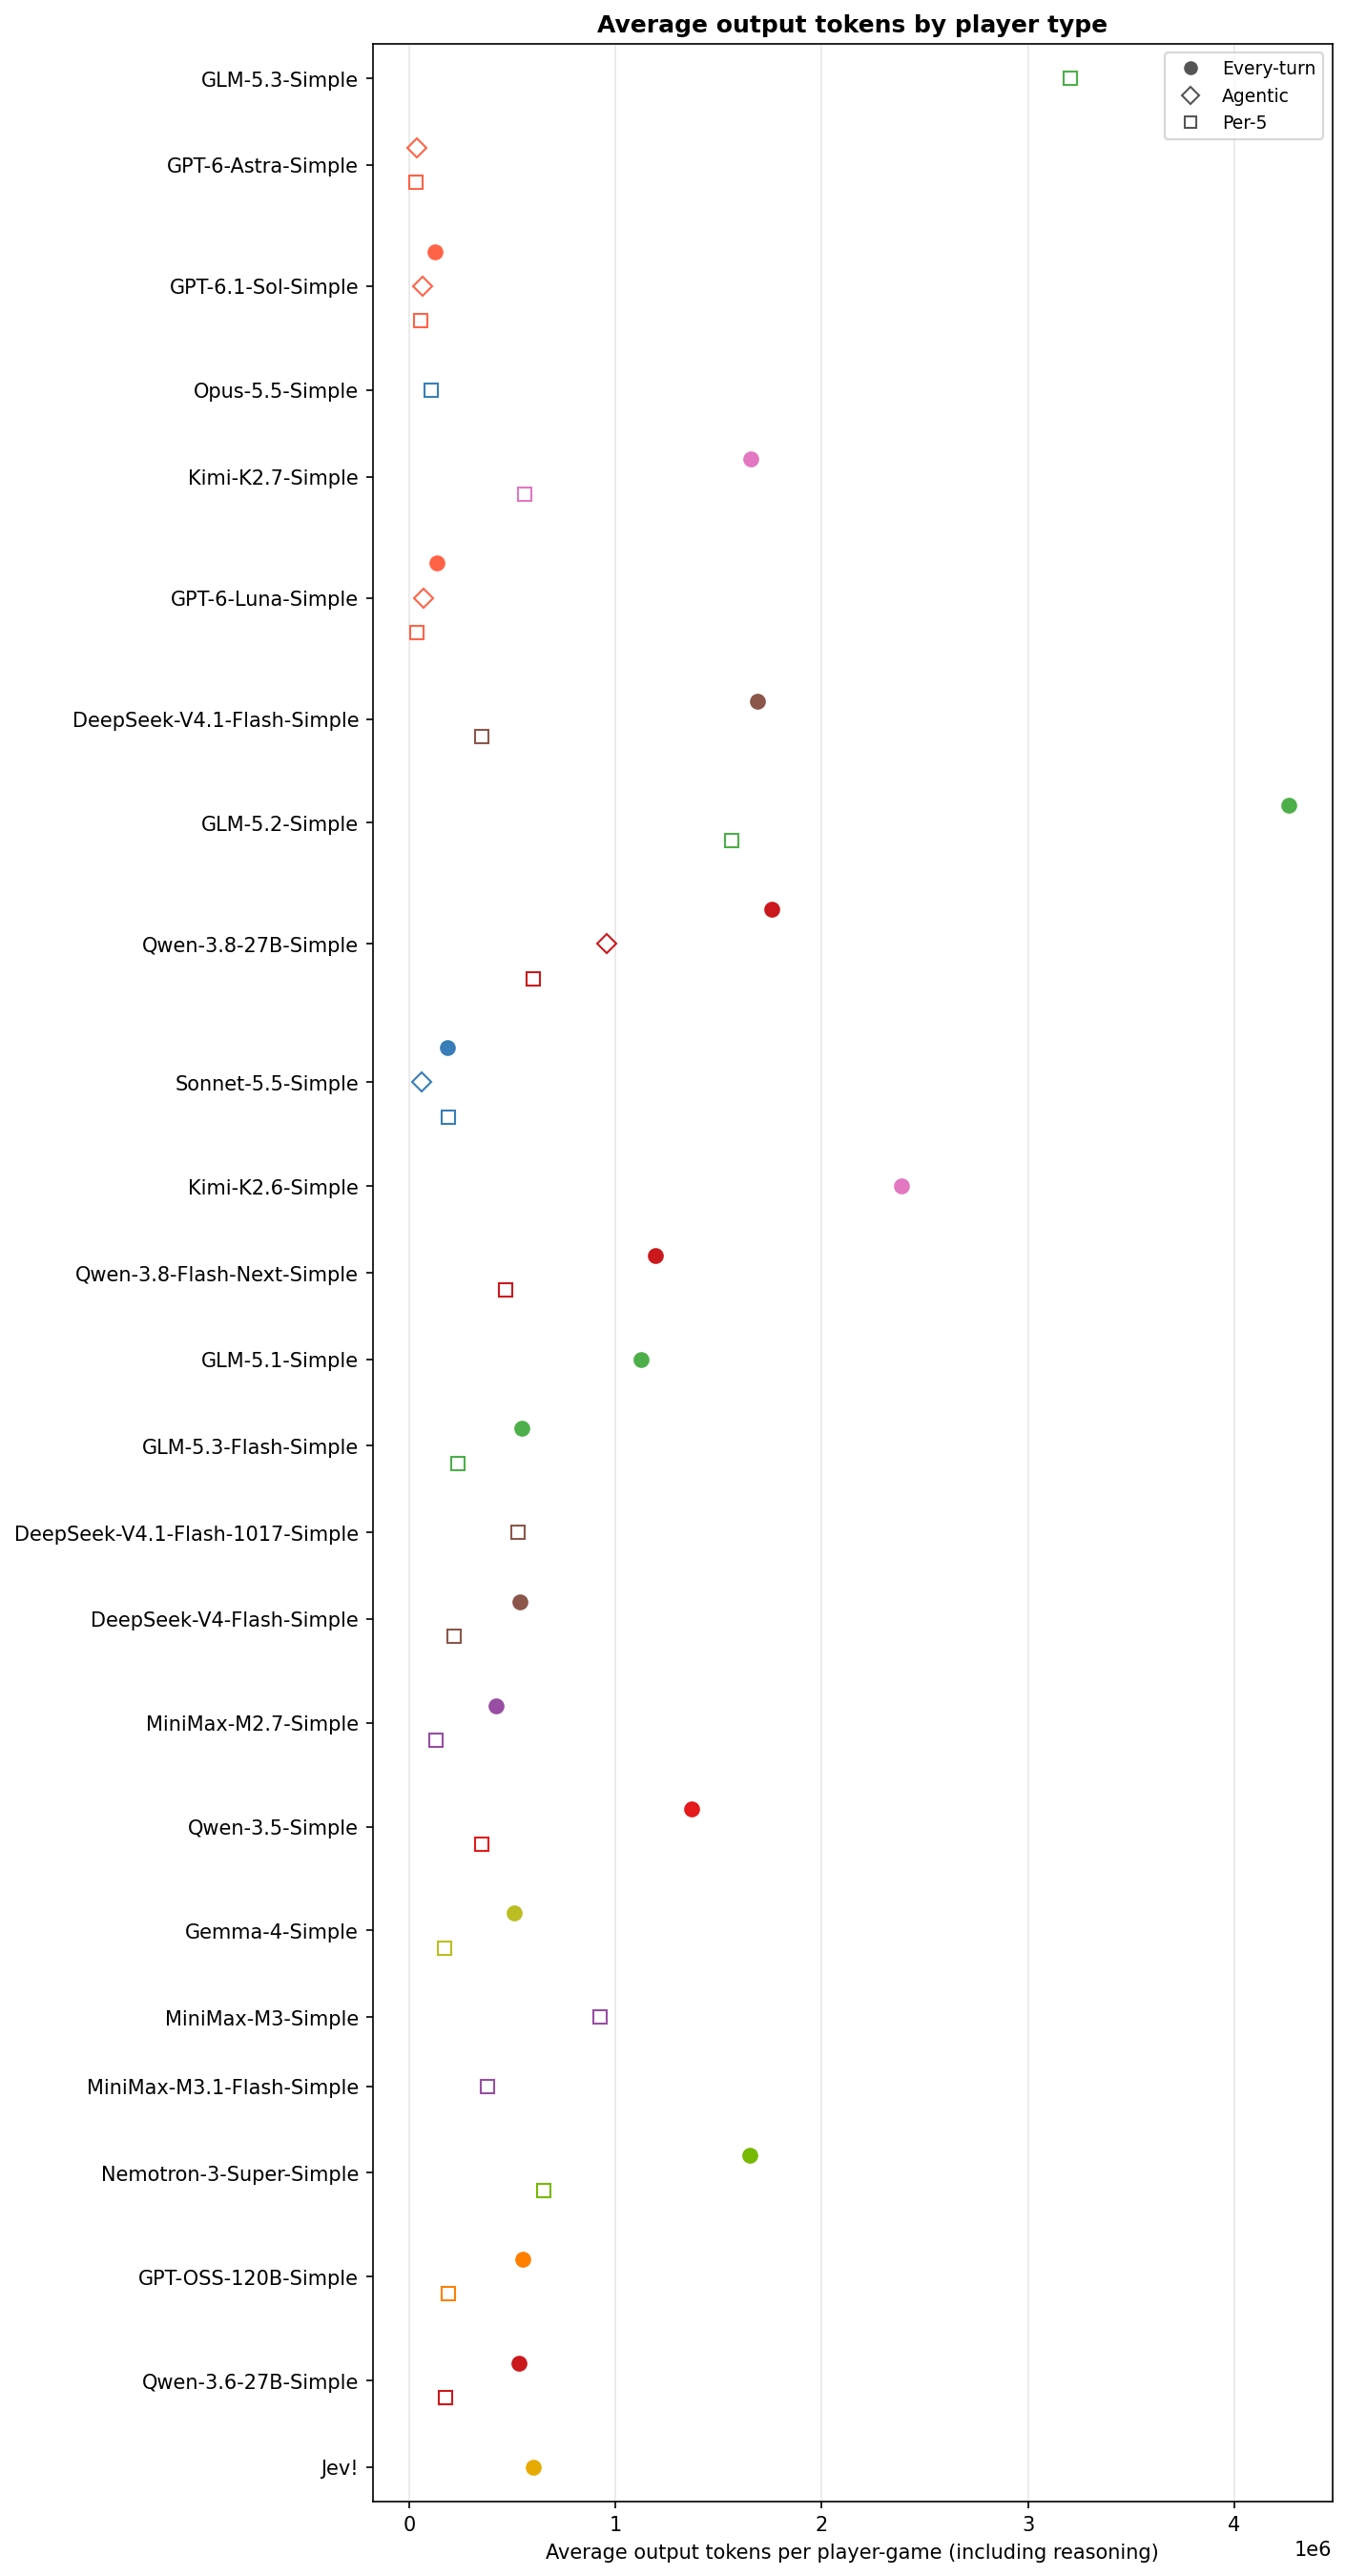 Average output tokens by player type
Every-turn
Agentic
Per-5
GLM-5.3-Simple
GPT-6-Astra-Simple
GPT-6.1-Sol-Simple
Opus-5.5-Simple
Kimi-K2.7-Simple
GPT-6-Luna-Simple
DeepSeek-V4.1-Flash-Simple
GLM-5.2-Simple
Qwen-3.8-27B-Simple
Sonnet-5.5-Simple
Kimi-K2.6-Simple
Qwen-3.8-Flash-Next-Simple
GLM-5.1-Simple
GLM-5.3-Flash-Simple
DeepSeek-V4.1-Flash-1017-Simple
DeepSeek-V4-Flash-Simple
MiniMax-M2.7-Simple
Qwen-3.5-Simple
Gemma-4-Simple
MiniMax-M3-Simple
MiniMax-M3.1-Flash-Simple
Nemotron-3-Super-Simple
GPT-OSS-120B-Simple
Qwen-3.6-27B-Simple
Jev!
0 1 2 3 4
1e6
Average output tokens per player-game (including reasoning)